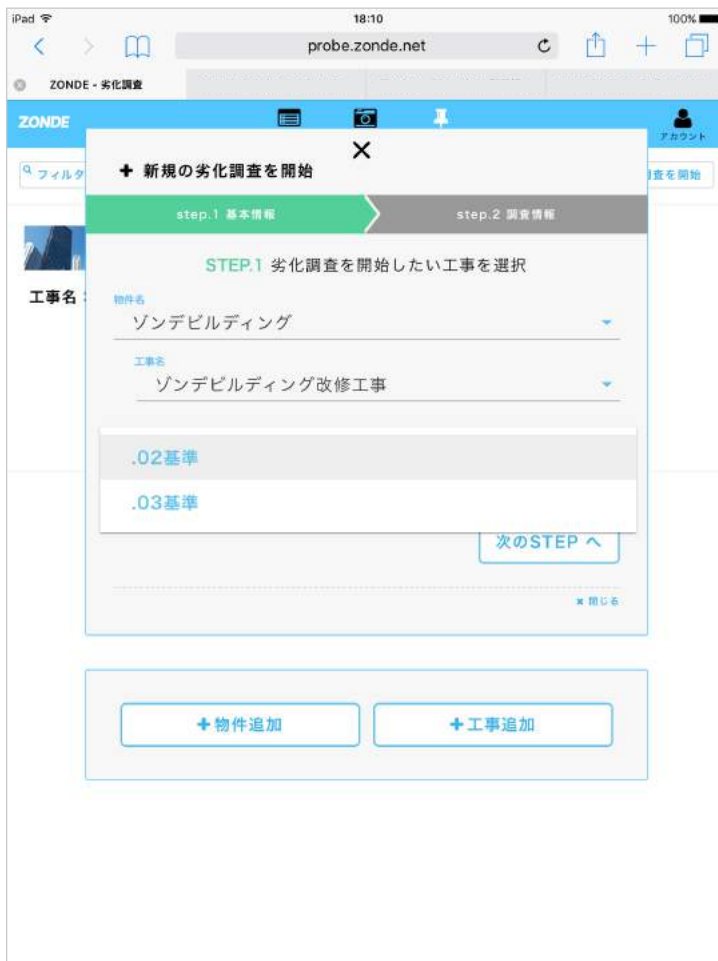 iPad
18:10
100%
probe.zonde.net
ZONDE - 劣化調査
ZONDE
アカウント
フィルタ
査を開始
+ 新規の劣化調査を開始
step.1 基本情報
step.2 調査情報
STEP.1 劣化調査を開始したい工事を選択
工事名：
物件名
ゾンデビルディング
工事名
ゾンデビルディング改修工事
.02基準
.03基準
次のSTEP へ
× 閉じる
+物件追加
+工事追加